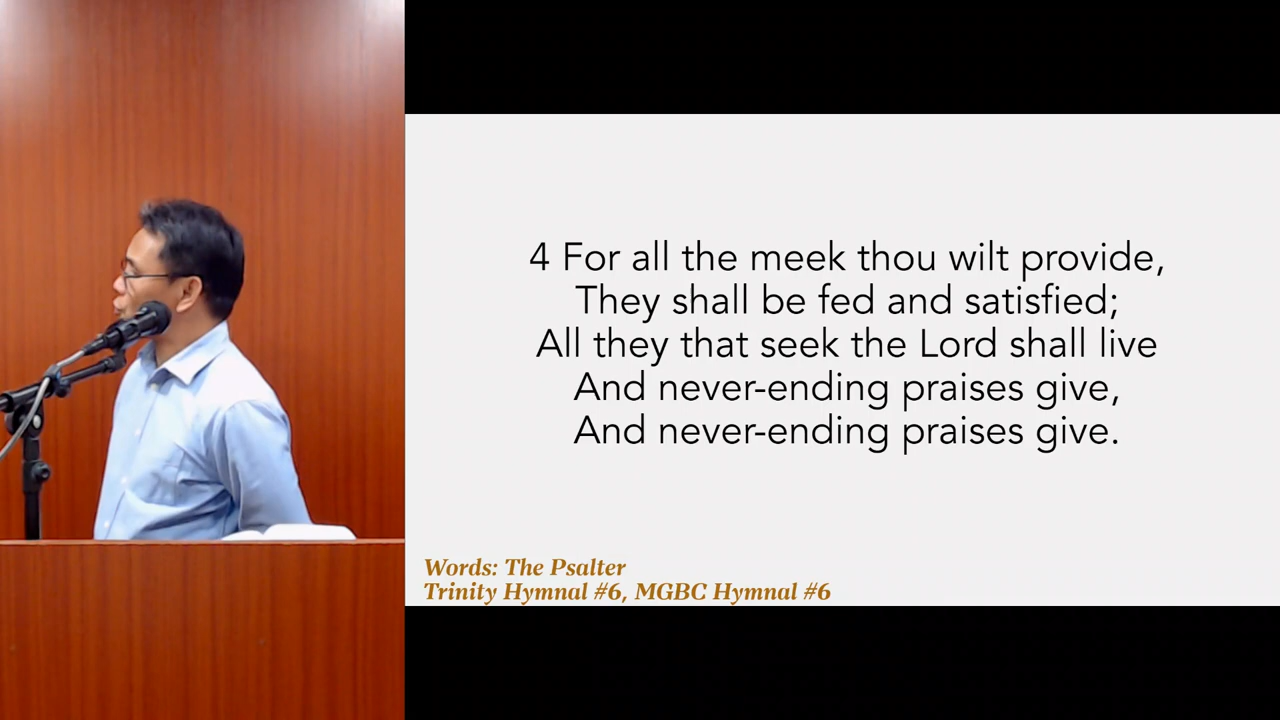 4 For all the meek thou wilt provide,
They shall be fed and satisfied;
All they that seek the Lord shall live
And never-ending praises give,
And never-ending praises give.
Words: The Psalter
Trinity Hymnal #6, MGBC Hymnal #6